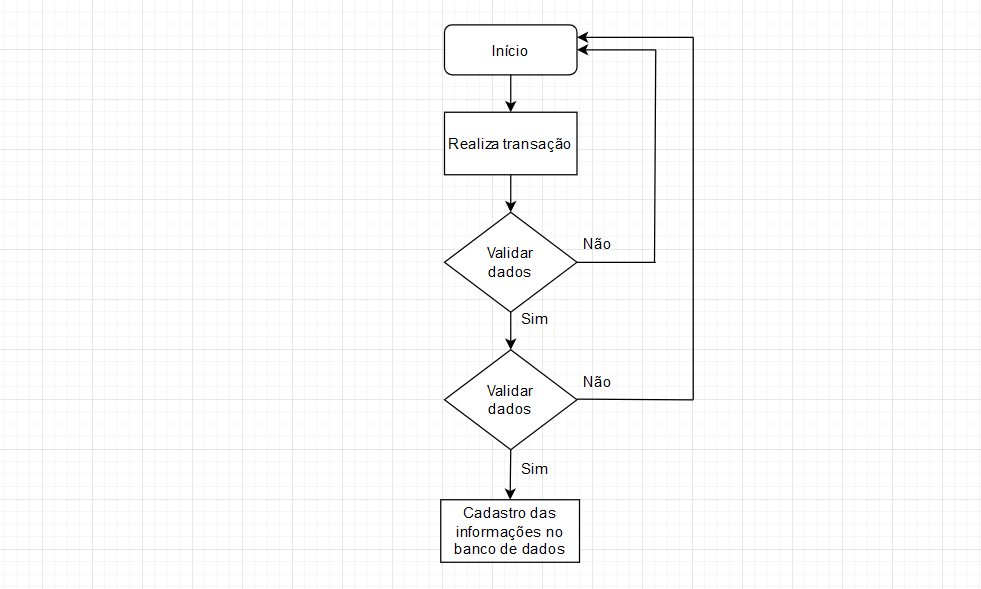 Início
Realiza transação
Validar
dados
Não
Sim
Validar
dados
Não
Sim
Cadastro das
informações no
banco de dados